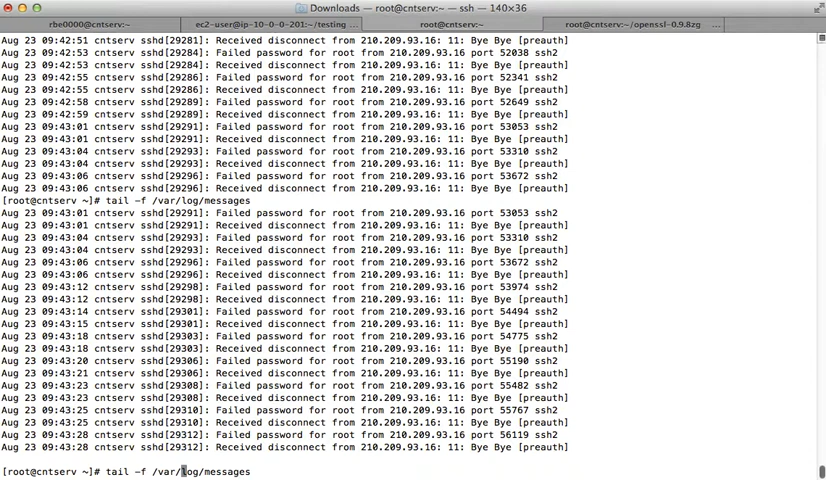 Downloads — root@cntserv:~ — ssh — 140×36
rbe0000@cntserv:~ ec2-user@ip-10-0-0-201:~/testing ... root@cntserv:~ root@cntserv:~/openssl-0.9.8zg ...
Aug 23 09:42:51 cntserv sshd[29281]: Received disconnect from 210.209.93.16: 11: Bye Bye [preauth]
Aug 23 09:42:53 cntserv sshd[29284]: Failed password for root from 210.209.93.16 port 52038 ssh2
Aug 23 09:42:53 cntserv sshd[29284]: Received disconnect from 210.209.93.16: 11: Bye Bye [preauth]
Aug 23 09:42:55 cntserv sshd[29286]: Failed password for root from 210.209.93.16 port 52341 ssh2
Aug 23 09:42:55 cntserv sshd[29286]: Received disconnect from 210.209.93.16: 11: Bye Bye [preauth]
Aug 23 09:42:58 cntserv sshd[29289]: Failed password for root from 210.209.93.16 port 52649 ssh2
Aug 23 09:42:59 cntserv sshd[29289]: Received disconnect from 210.209.93.16: 11: Bye Bye [preauth]
Aug 23 09:43:01 cntserv sshd[29291]: Failed password for root from 210.209.93.16 port 53053 ssh2
Aug 23 09:43:01 cntserv sshd[29291]: Received disconnect from 210.209.93.16: 11: Bye Bye [preauth]
Aug 23 09:43:04 cntserv sshd[29293]: Failed password for root from 210.209.93.16 port 53310 ssh2
Aug 23 09:43:04 cntserv sshd[29293]: Received disconnect from 210.209.93.16: 11: Bye Bye [preauth]
Aug 23 09:43:06 cntserv sshd[29296]: Failed password for root from 210.209.93.16 port 53672 ssh2
Aug 23 09:43:06 cntserv sshd[29296]: Received disconnect from 210.209.93.16: 11: Bye Bye [preauth]
[root@cntserv ~]# tail -f /var/log/messages
Aug 23 09:43:01 cntserv sshd[29291]: Failed password for root from 210.209.93.16 port 53053 ssh2
Aug 23 09:43:01 cntserv sshd[29291]: Received disconnect from 210.209.93.16: 11: Bye Bye [preauth]
Aug 23 09:43:04 cntserv sshd[29293]: Failed password for root from 210.209.93.16 port 53310 ssh2
Aug 23 09:43:04 cntserv sshd[29293]: Received disconnect from 210.209.93.16: 11: Bye Bye [preauth]
Aug 23 09:43:06 cntserv sshd[29296]: Failed password for root from 210.209.93.16 port 53672 ssh2
Aug 23 09:43:06 cntserv sshd[29296]: Received disconnect from 210.209.93.16: 11: Bye Bye [preauth]
Aug 23 09:43:12 cntserv sshd[29298]: Failed password for root from 210.209.93.16 port 53974 ssh2
Aug 23 09:43:12 cntserv sshd[29298]: Received disconnect from 210.209.93.16: 11: Bye Bye [preauth]
Aug 23 09:43:14 cntserv sshd[29301]: Failed password for root from 210.209.93.16 port 54494 ssh2
Aug 23 09:43:15 cntserv sshd[29301]: Received disconnect from 210.209.93.16: 11: Bye Bye [preauth]
Aug 23 09:43:18 cntserv sshd[29303]: Failed password for root from 210.209.93.16 port 54775 ssh2
Aug 23 09:43:18 cntserv sshd[29303]: Received disconnect from 210.209.93.16: 11: Bye Bye [preauth]
Aug 23 09:43:20 cntserv sshd[29306]: Failed password for root from 210.209.93.16 port 55190 ssh2
Aug 23 09:43:21 cntserv sshd[29306]: Received disconnect from 210.209.93.16: 11: Bye Bye [preauth]
Aug 23 09:43:23 cntserv sshd[29308]: Failed password for root from 210.209.93.16 port 55482 ssh2
Aug 23 09:43:23 cntserv sshd[29308]: Received disconnect from 210.209.93.16: 11: Bye Bye [preauth]
Aug 23 09:43:25 cntserv sshd[29310]: Failed password for root from 210.209.93.16 port 55767 ssh2
Aug 23 09:43:25 cntserv sshd[29310]: Received disconnect from 210.209.93.16: 11: Bye Bye [preauth]
Aug 23 09:43:28 cntserv sshd[29312]: Failed password for root from 210.209.93.16 port 56119 ssh2
Aug 23 09:43:28 cntserv sshd[29312]: Received disconnect from 210.209.93.16: 11: Bye Bye [preauth]
[root@cntserv ~]# tail -f /var/log/messages